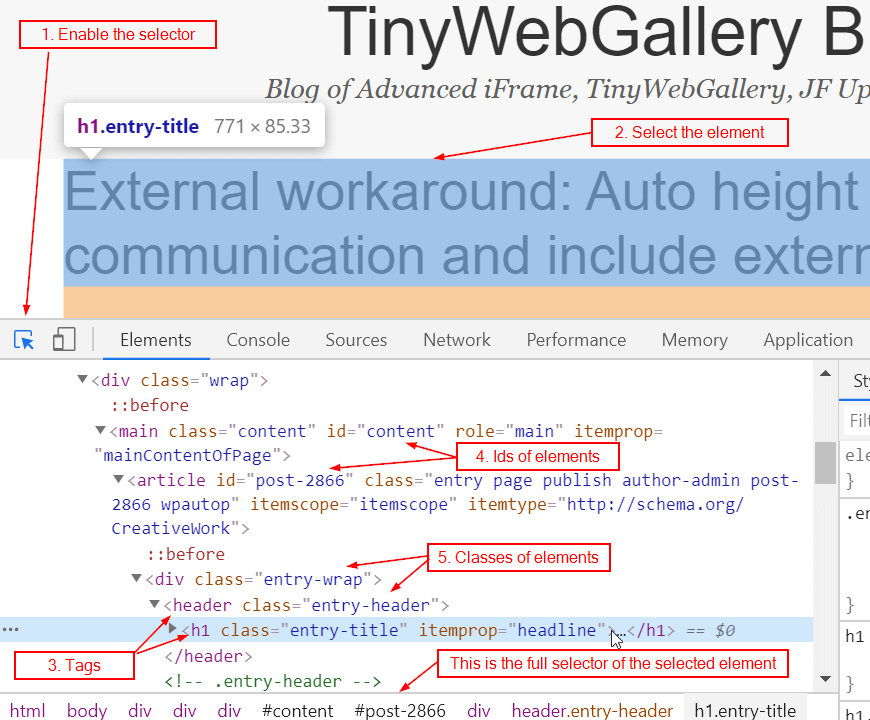 1. Enable the selector
TinyWebGallery B
Blog of Advanced iFrame, TinyWebGallery, JF Up
h1.entry-title 771 × 85.33
2. Select the element
External workaround: Auto height
communication and include extern
Elements Console Sources Network Performance Memory Application
<div class="wrap">
::before
<main class="content" id="content" role="main" itemprop=
"mainContentOfPage">
4. Ids of elements
<article id="post-2866" class="entry page publish author-admin post-
2866 wpautop" itemscope="itemscope" itemtype="http://schema.org/
CreativeWork">
::before
5. Classes of elements
<div class="entry-wrap">
<header class="entry-header">
<h1 class="entry-title" itemprop="headline">…</h1> == $0
3. Tags
</header>
This is the full selector of the selected element
<!-- .entry-header -->
html body div div div #content #post-2866 div header.entry-header h1.entry-title
Sty
Filt
ele
}
.en
}
h1
}
h1.